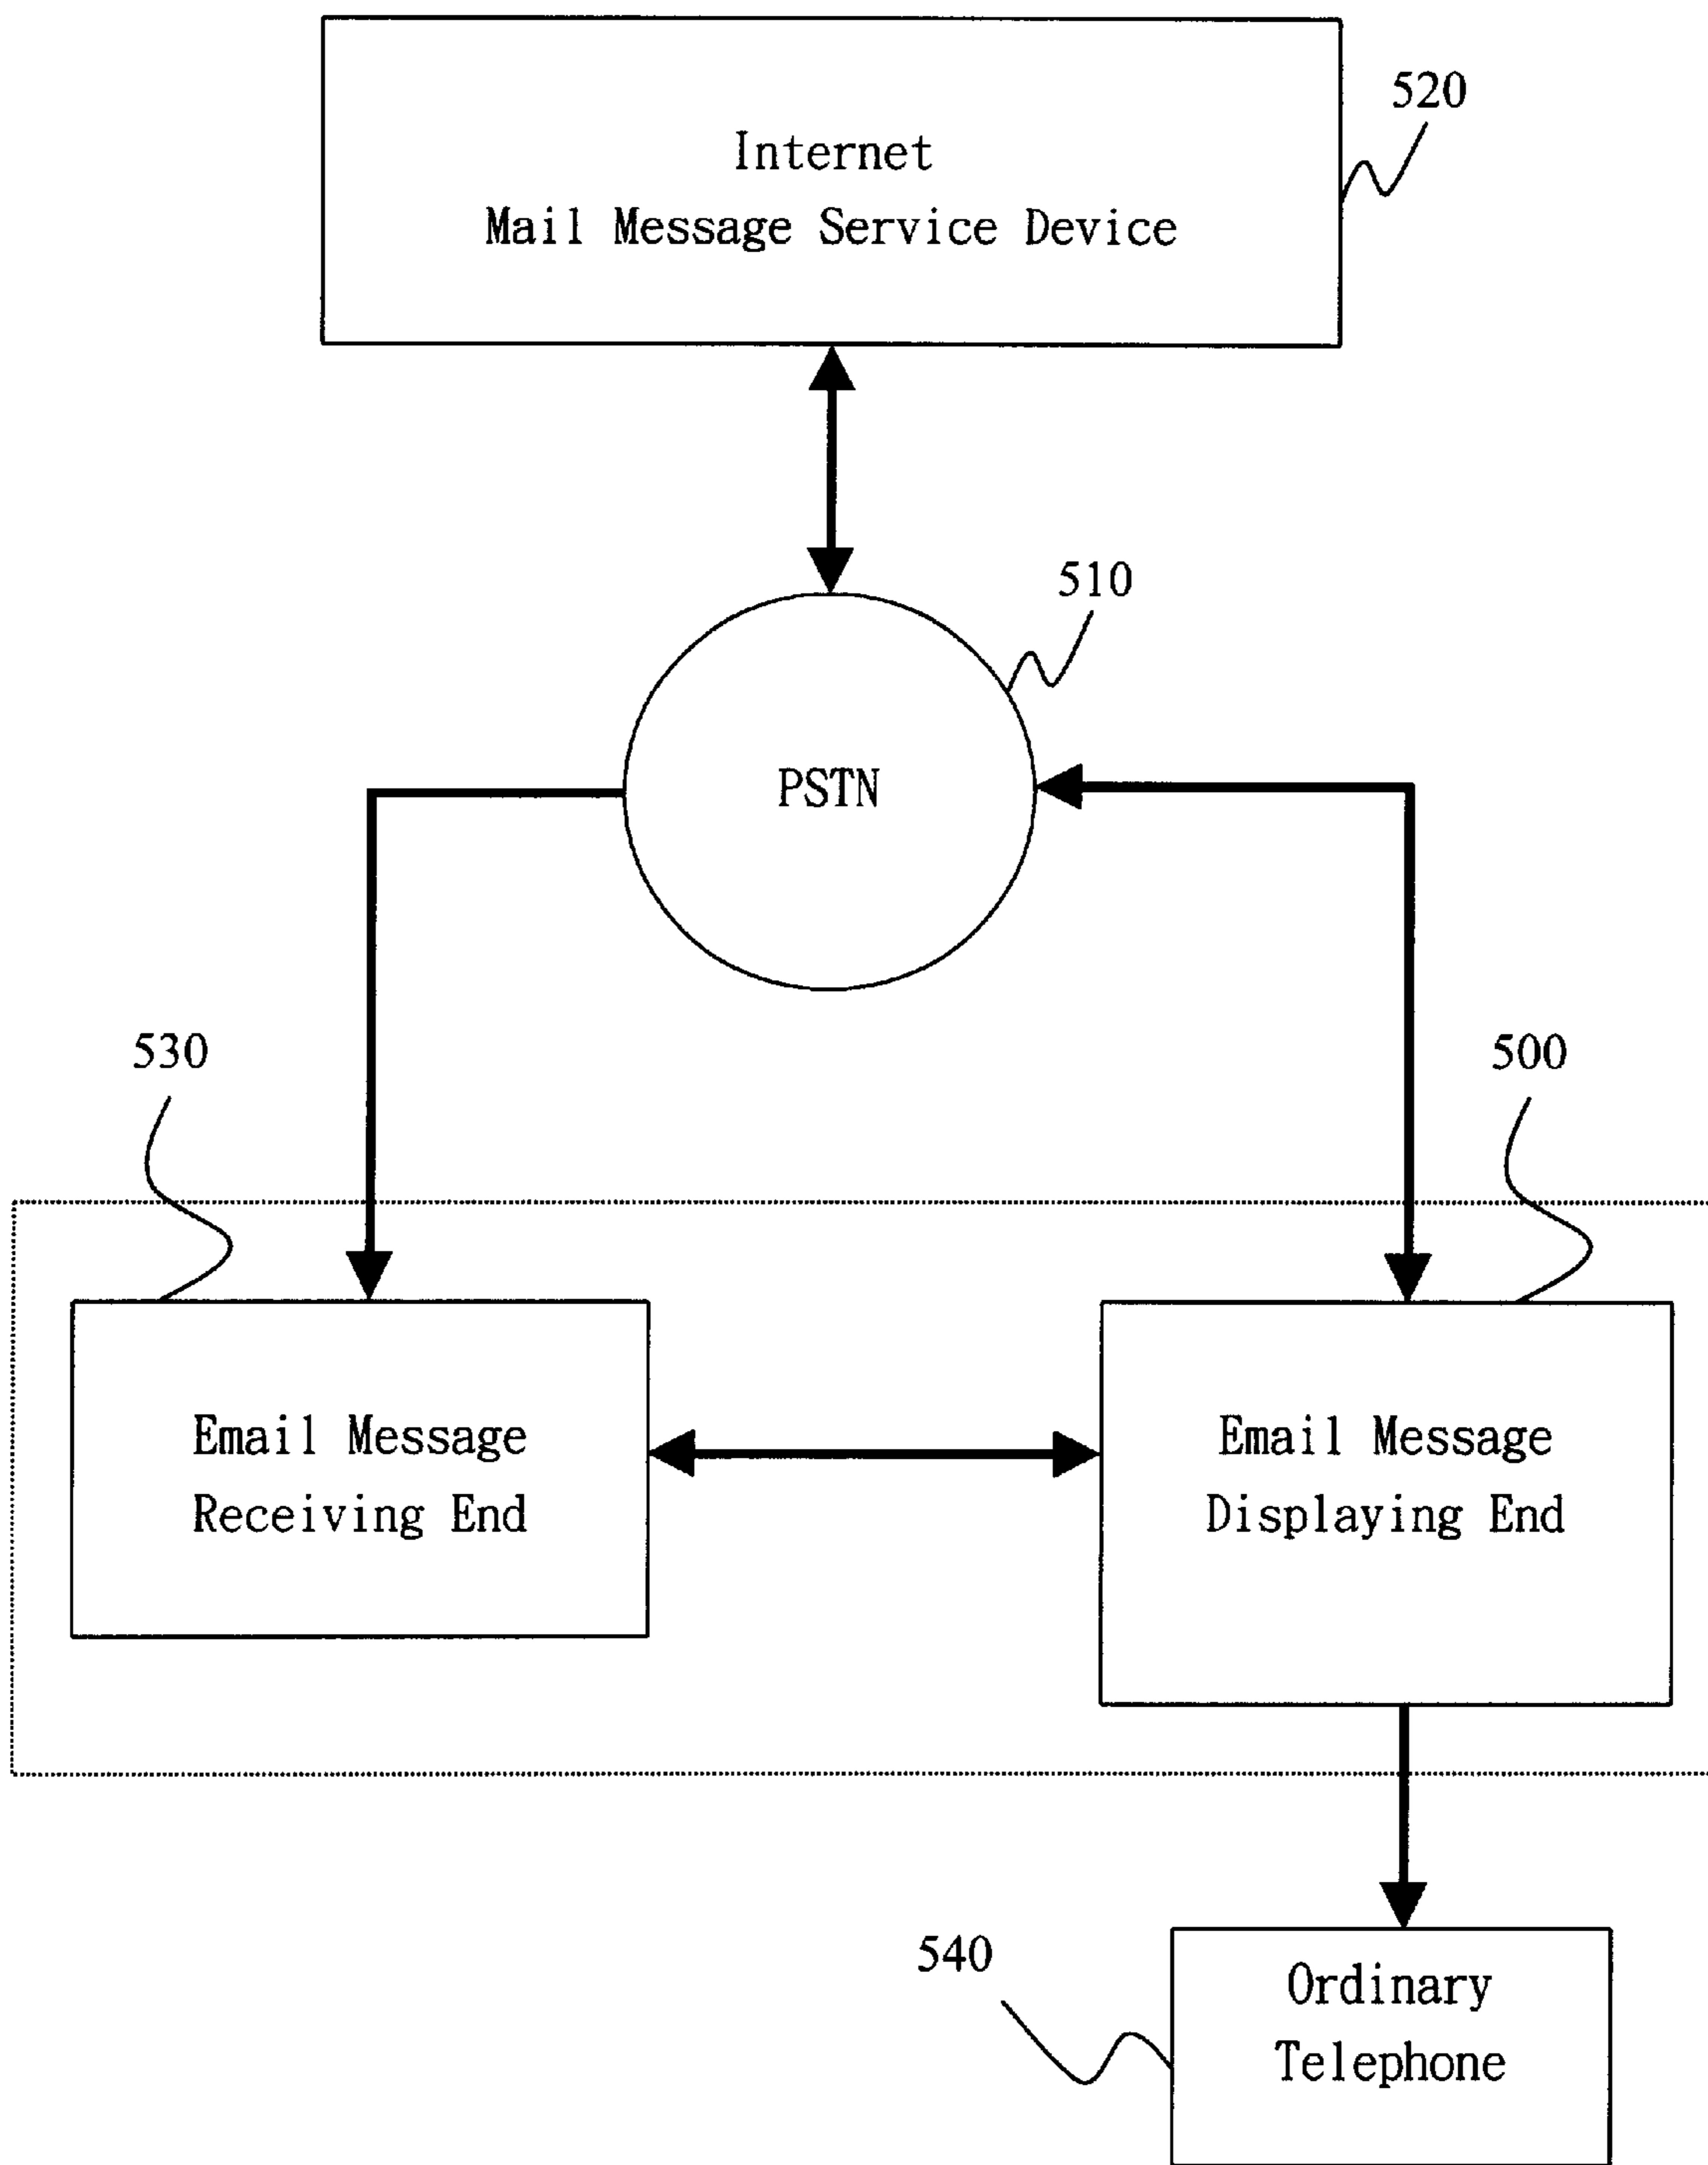 520
Internet
Mail Message Service Device
510
PSTN
530
500
Email Message
Receiving End
Email Message
Displaying End
540
Ordinary
Telephone